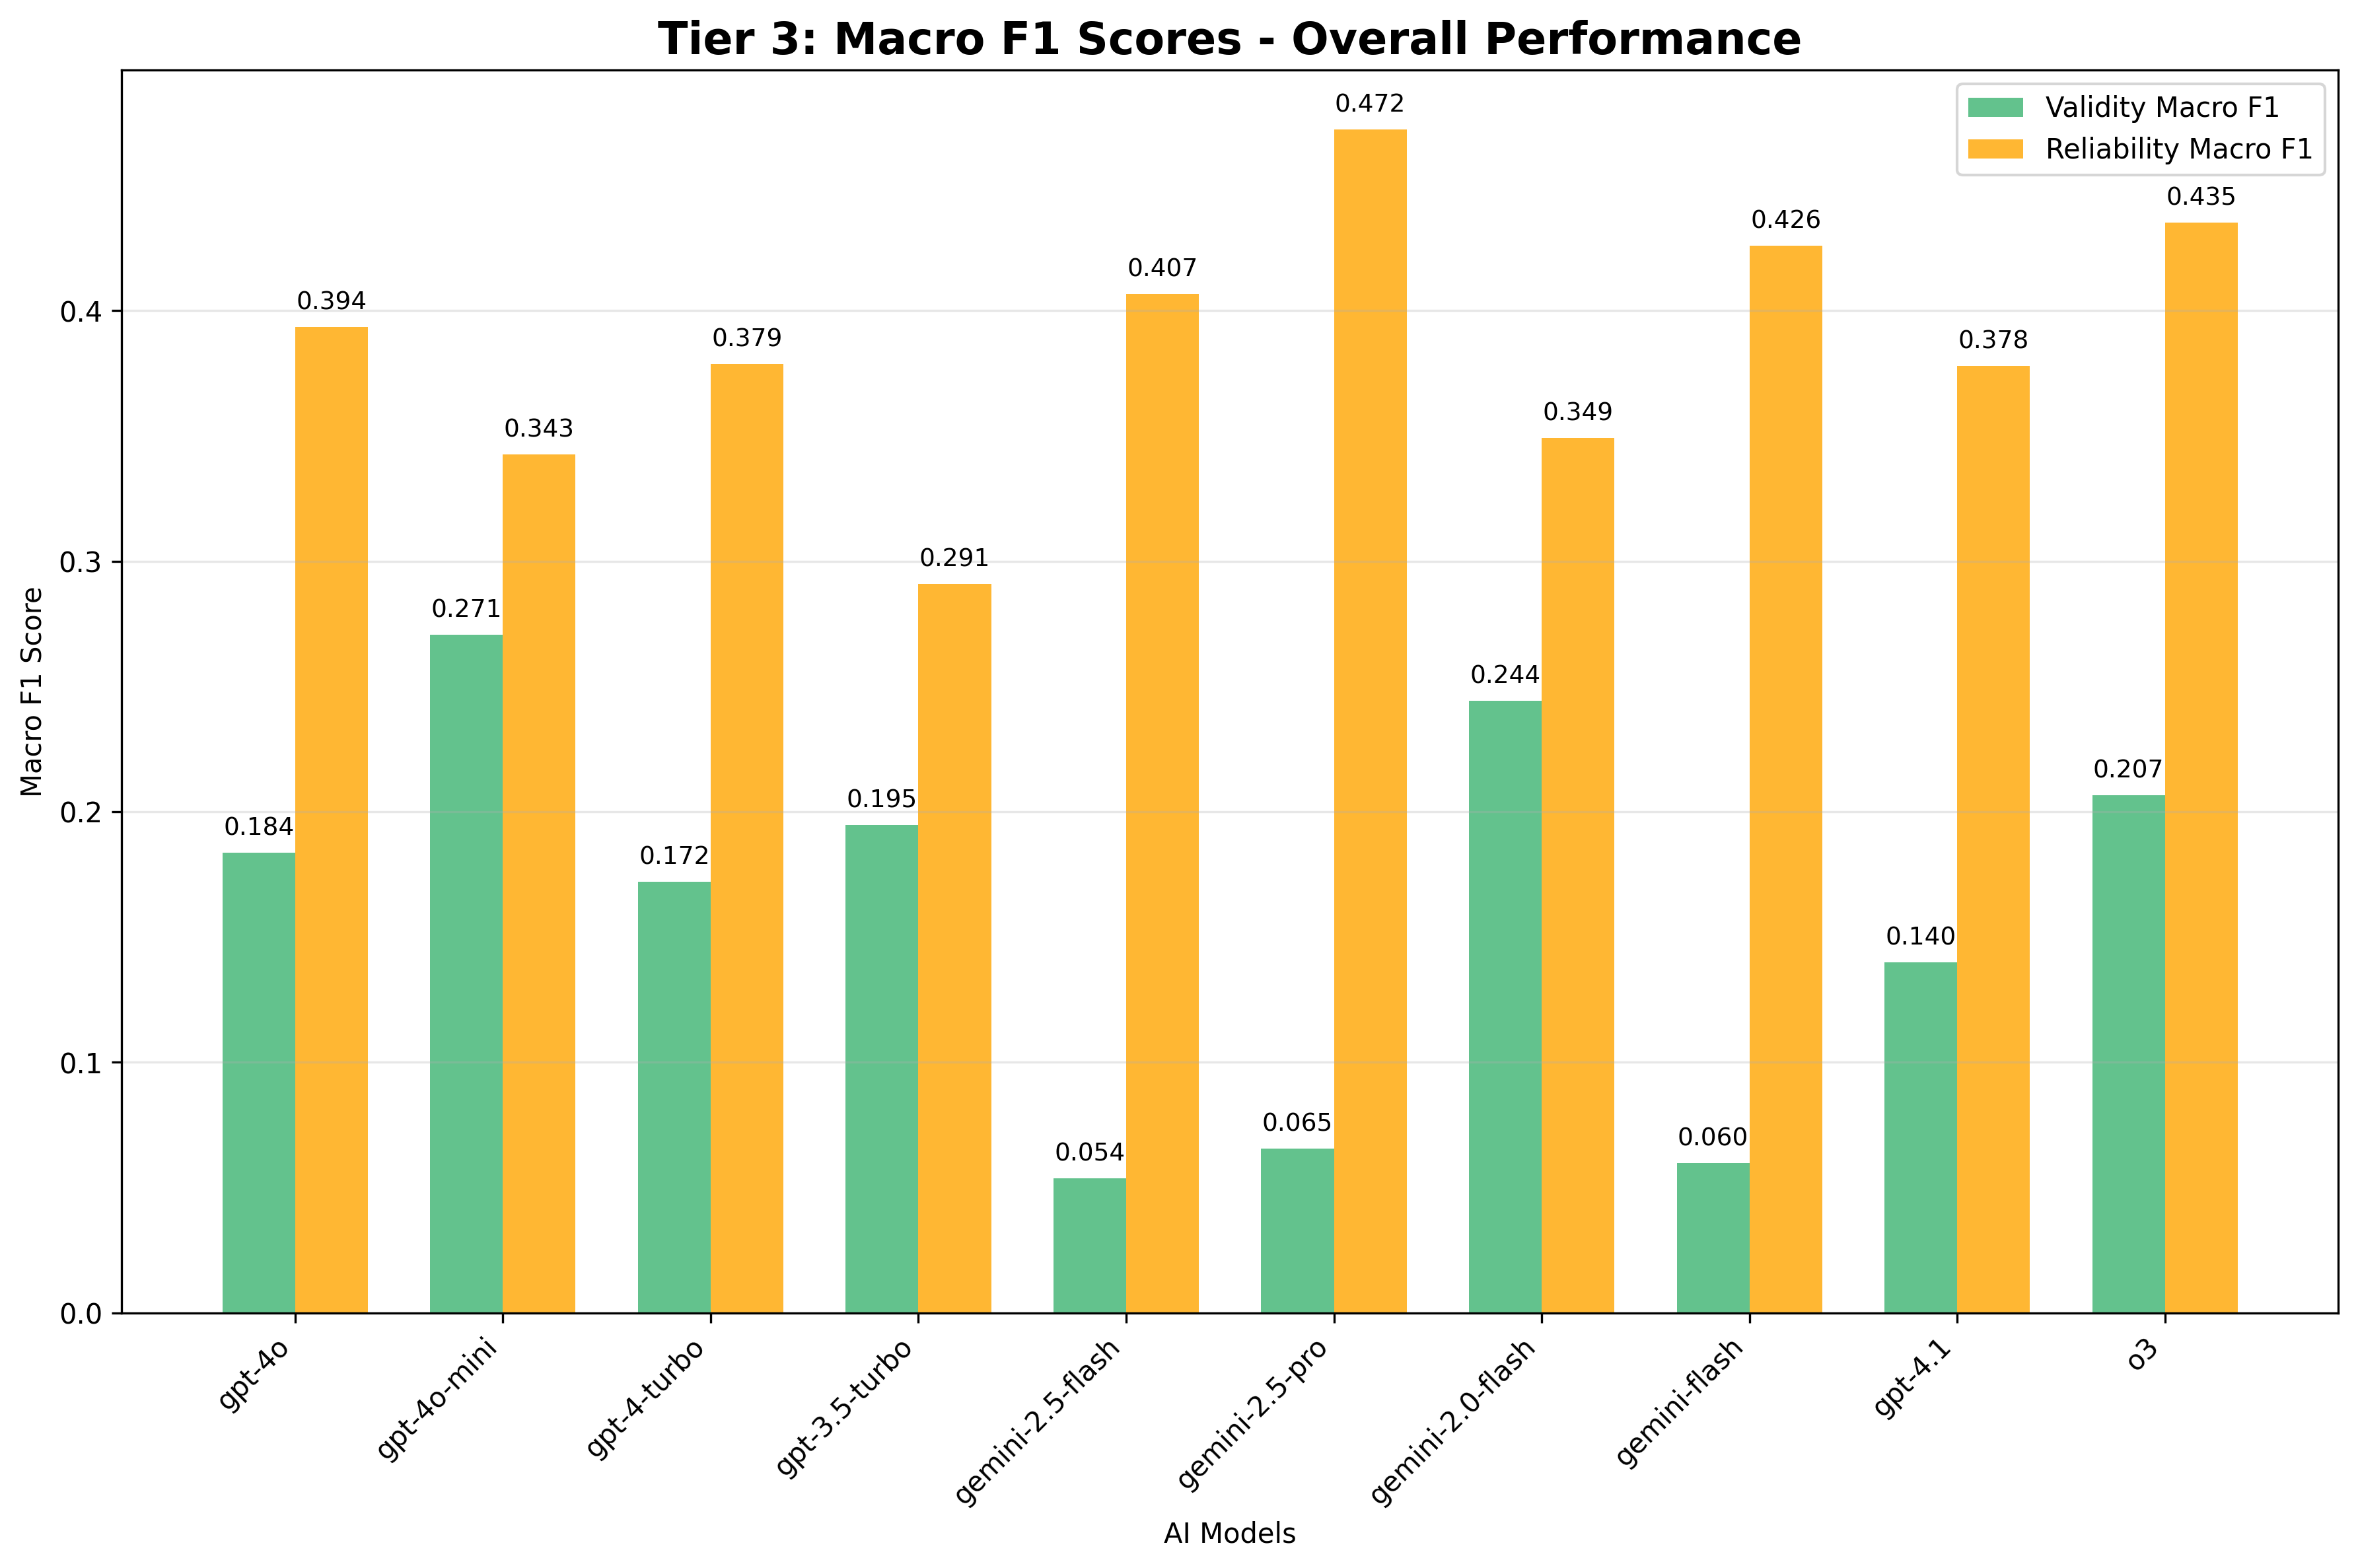 Tier 3: Macro F1 Scores - Overall Performance
Validity Macro F1
Reliability Macro F1
Macro F1 Score
0.4
0.3
0.2
0.1
0.0
0.184
0.394
0.271
0.343
0.172
0.379
0.195
0.291
0.054
0.407
0.065
0.472
0.244
0.349
0.060
0.426
0.140
0.378
0.207
0.435
gpt-4o
gpt-4o-mini
gpt-4-turbo
gpt-3.5-turbo
gemini-2.5-flash
gemini-2.5-pro
gemini-2.0-flash
gemini-flash
gpt-4.1
o3
AI Models